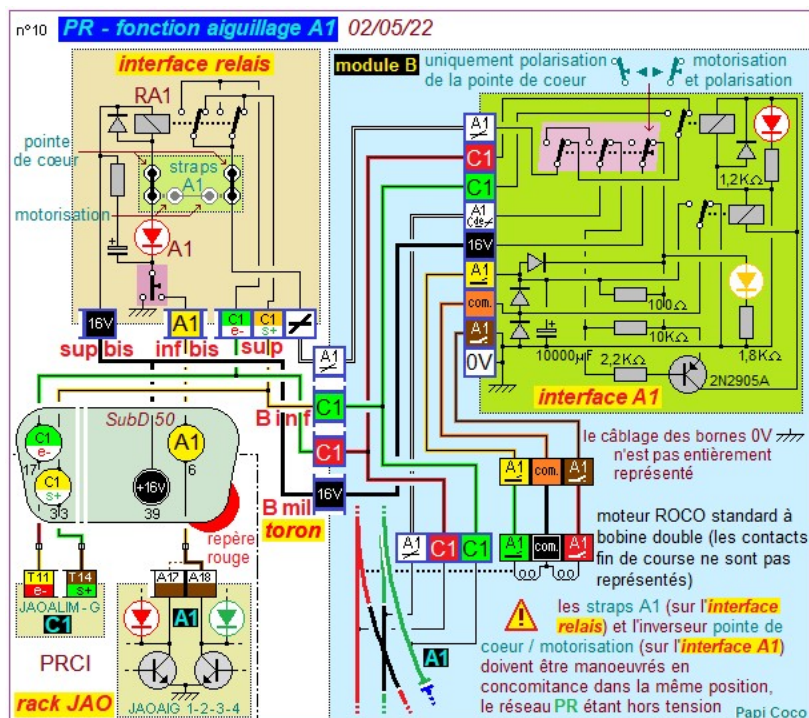 n°10 PR - fonction aiguillage A1 02/05/22
interface relais
RA1
pointe
de cœur
straps
A1
motorisation
A1
16V
A1
C1
e-
C1
s+
sup bis
inf bis
sup
SubD 50
C1
e-
17
C1
s+
33
+16V
39
A1
6
repère
rouge
T11
e-
T14
s+
JAOALIM - G
C1
A17
A18
A1
PRCI
rack JAO
JAOAIG 1-2-3-4
module B
uniquement polarisation
de la pointe de coeur
motorisation
et polarisation
A1
C1
C1
A1
Cde
16V
A1
com.
A1
0V
1,2KΩ
100Ω
10KΩ
10000µF
2,2KΩ
1,8KΩ
2N2905A
interface A1
A1
B inf
C1
C1
16V
B mil
toron
le câblage des bornes 0V
n'est pas entièrement
représenté
A1
com.
A1
A1
C1
C1
A1
com.
A1
moteur ROCO standard à
bobine double (les contacts
fin de course ne sont pas
représentés)
A1
les straps A1 (sur l'interface
relais) et l'inverseur pointe de
coeur / motorisation (sur l'interface A1)
doivent être manoeuvrés en
concomitance dans la même position,
le réseau PR étant hors tension
Papi Coco